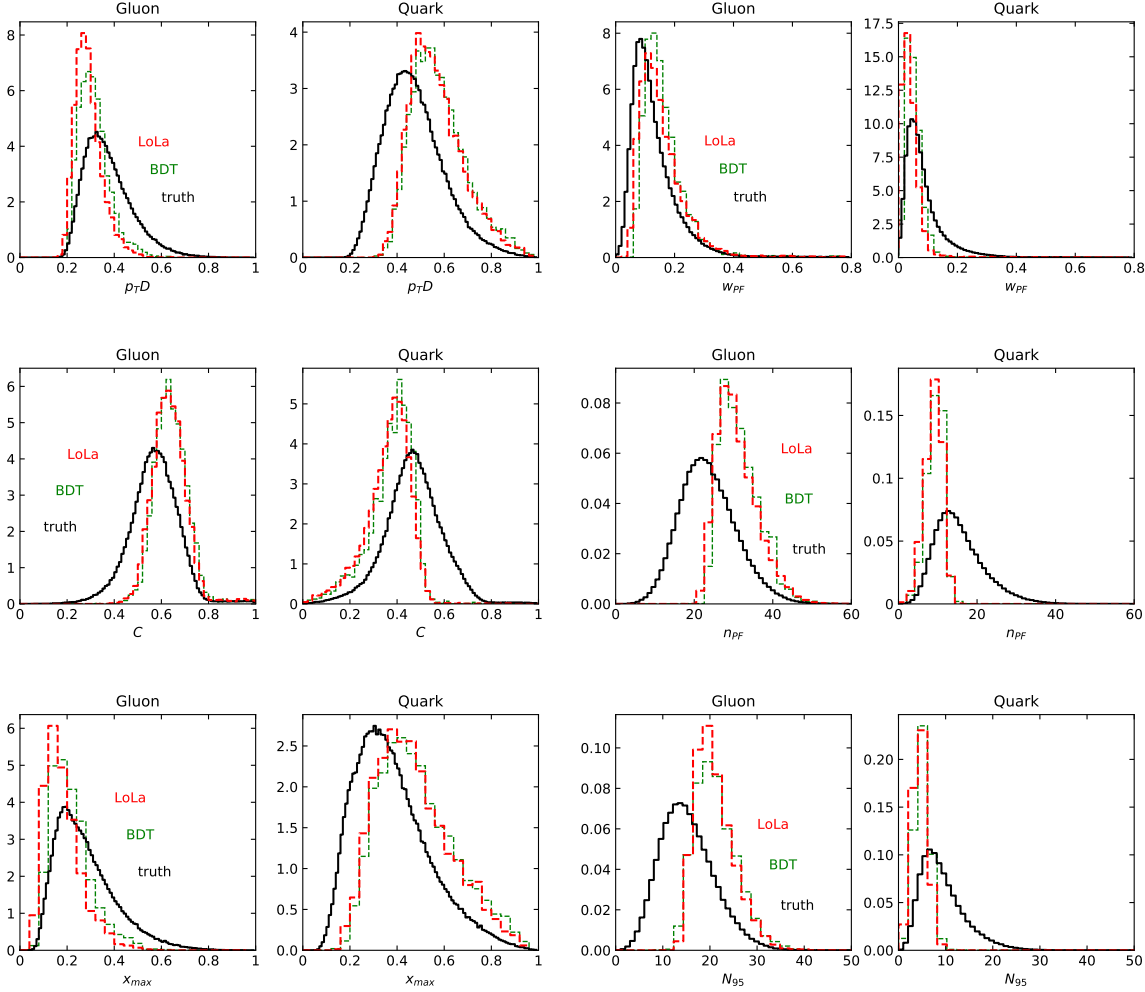 Gluon
8
6
4
2
0
LoLa
BDT
truth
0 0.2 0.4 0.6 0.8 1
p_TD
Quark
4
3
2
1
0
0 0.2 0.4 0.6 0.8 1
p_TD
Gluon
8
6
4
2
0
LoLa
BDT
truth
0 0.2 0.4 0.6 0.8
w_PF
Quark
17.5
15.0
12.5
10.0
7.5
5.0
2.5
0.0
0 0.2 0.4 0.6 0.8
w_PF
Gluon
6
5
4
3
2
1
0
LoLa
BDT
truth
0 0.2 0.4 0.6 0.8 1
C
Quark
5
4
3
2
1
0
0 0.2 0.4 0.6 0.8 1
C
Gluon
0.08
0.06
0.04
0.02
0.00
LoLa
BDT
truth
0 20 40 60
n_PF
Quark
0.15
0.1
0.05
0
0 20 40 60
n_PF
Gluon
6
5
4
3
2
1
0
LoLa
BDT
truth
0 0.2 0.4 0.6 0.8 1
x_max
Quark
2.5
2.0
1.5
1.0
0.5
0.0
0 0.2 0.4 0.6 0.8 1
x_max
Gluon
0.10
0.08
0.06
0.04
0.02
0.00
LoLa
BDT
truth
0 10 20 30 40 50
N_95
Quark
0.20
0.15
0.10
0.05
0.00
0 10 20 30 40 50
N_95